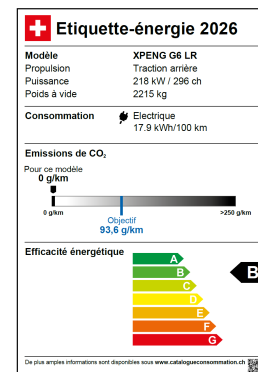 Etiquette-énergie 2026
Modèle XPENG G6 LR
Propulsion Traction arrière
Puissance 218 kW / 296 ch
Poids à vide 2215 kg
Consommation Electrique
17.9 kWh/100 km
Emissions de CO₂
Pour ce modèle
0 g/km
0 g/km >250 g/km
Objectif
93,6 g/km
Efficacité énergétique
A
B B
C
D
E
F
G
De plus amples informations sont disponibles sous www.catalogueconsommation.ch